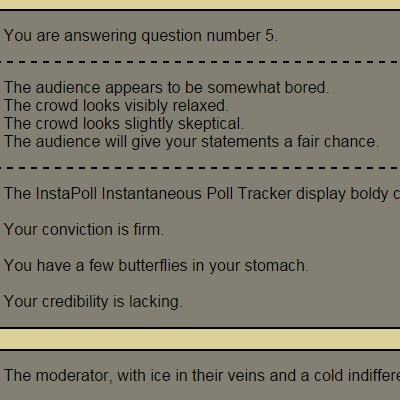 You are answering question number 5.
The audience appears to be somewhat bored.
The crowd looks visibly relaxed.
The crowd looks slightly skeptical.
The audience will give your statements a fair chance.
The InstaPoll Instantaneous Poll Tracker display boldy c
Your conviction is firm.
You have a few butterflies in your stomach.
Your credibility is lacking.
The moderator, with ice in their veins and a cold indiffere